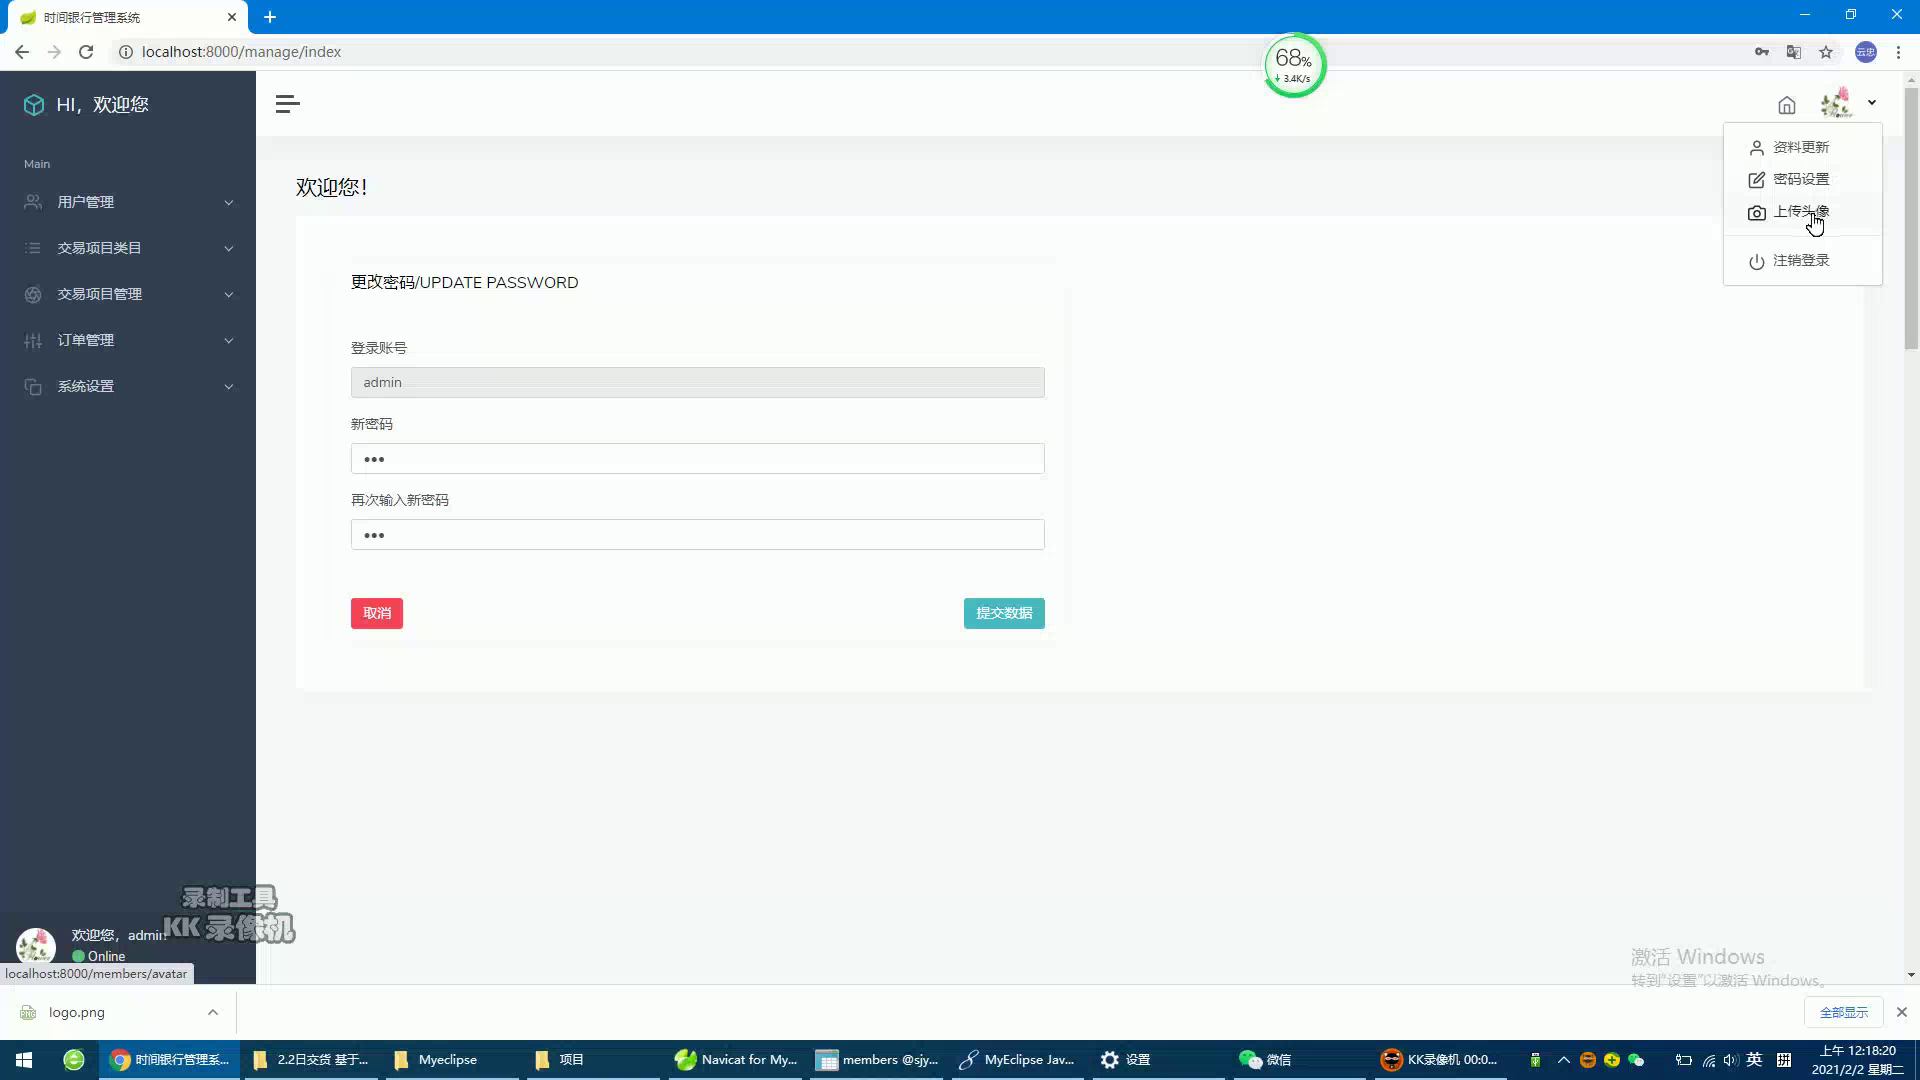 时间银行管理系统
localhost:8000/manage/index
68%
3.4K/s
云忠
HI，欢迎您
Main
用户管理
交易项目类目
交易项目管理
订单管理
系统设置
资料更新
密码设置
上传头像
注销登录
欢迎您！
更改密码/UPDATE PASSWORD
登录账号
admin
新密码
再次输入新密码
取消
提交数据
录制工具
KK 录像机
欢迎您，admin
Online
localhost:8000/members/avatar
激活 Windows
转到"设置"以激活 Windows。
logo.png
全部显示
时间银行管理系...
2.2日交货 基于...
Myeclipse
项目
Navicat for My...
members @sjy...
MyEclipse Jav...
设置
微信
KK录像机 00:0...
英
拼
上午 12:18:20
2021/2/2 星期二